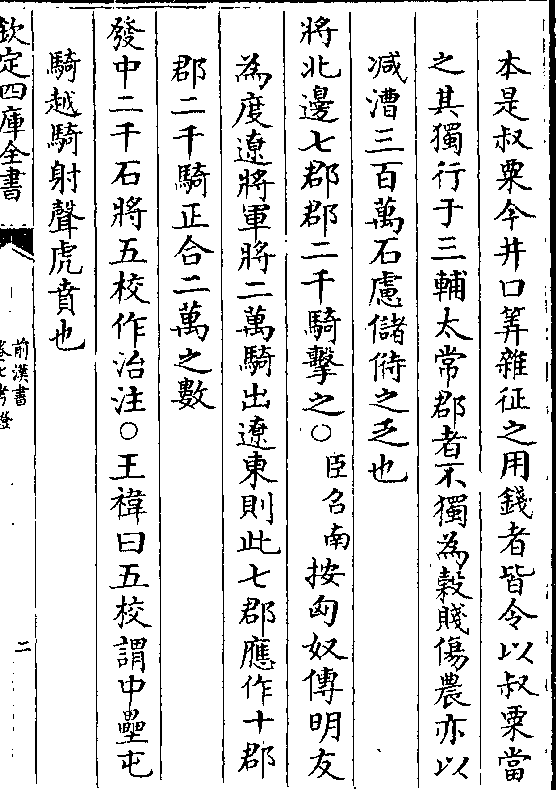 本是叔粟今井口筭雜征之用錢者皆令以叔粟當
之其獨行于三輔太常郡者不獨為榖賤傷農亦以
減漕三百萬石慮儲偫之乏也
將北邊七郡郡二千騎擊之○臣召南按匈奴傳明友
為度遼將軍將二萬騎出遼東則此七郡應作十郡
郡二千騎正合二萬之數
發中二千石將五校作治注○王禕曰五校謂中壘屯
騎越騎射聲虎賁也
欽定四庫全書
前漢書
卷七考證
二